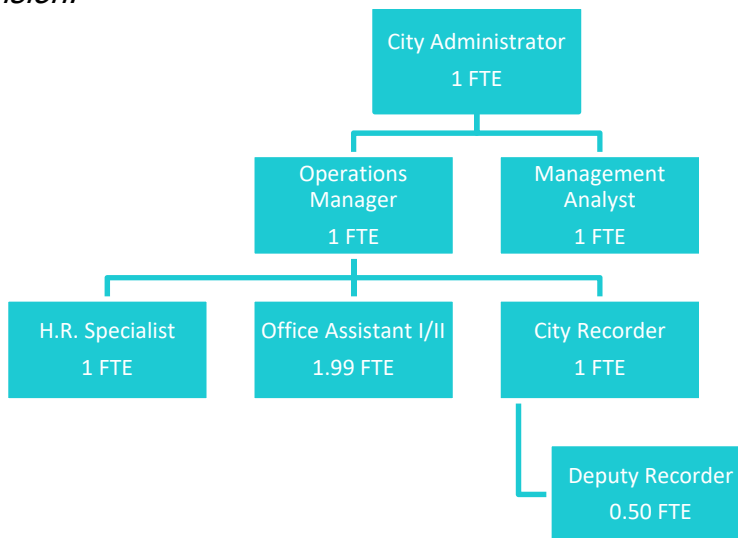 City Administrator
1 FTE
Operations
Manager
1 FTE
Management
Analyst
1 FTE
H.R. Specialist
1 FTE
Office Assistant I/II
1.99 FTE
City Recorder
1 FTE
Deputy Recorder
0.50 FTE